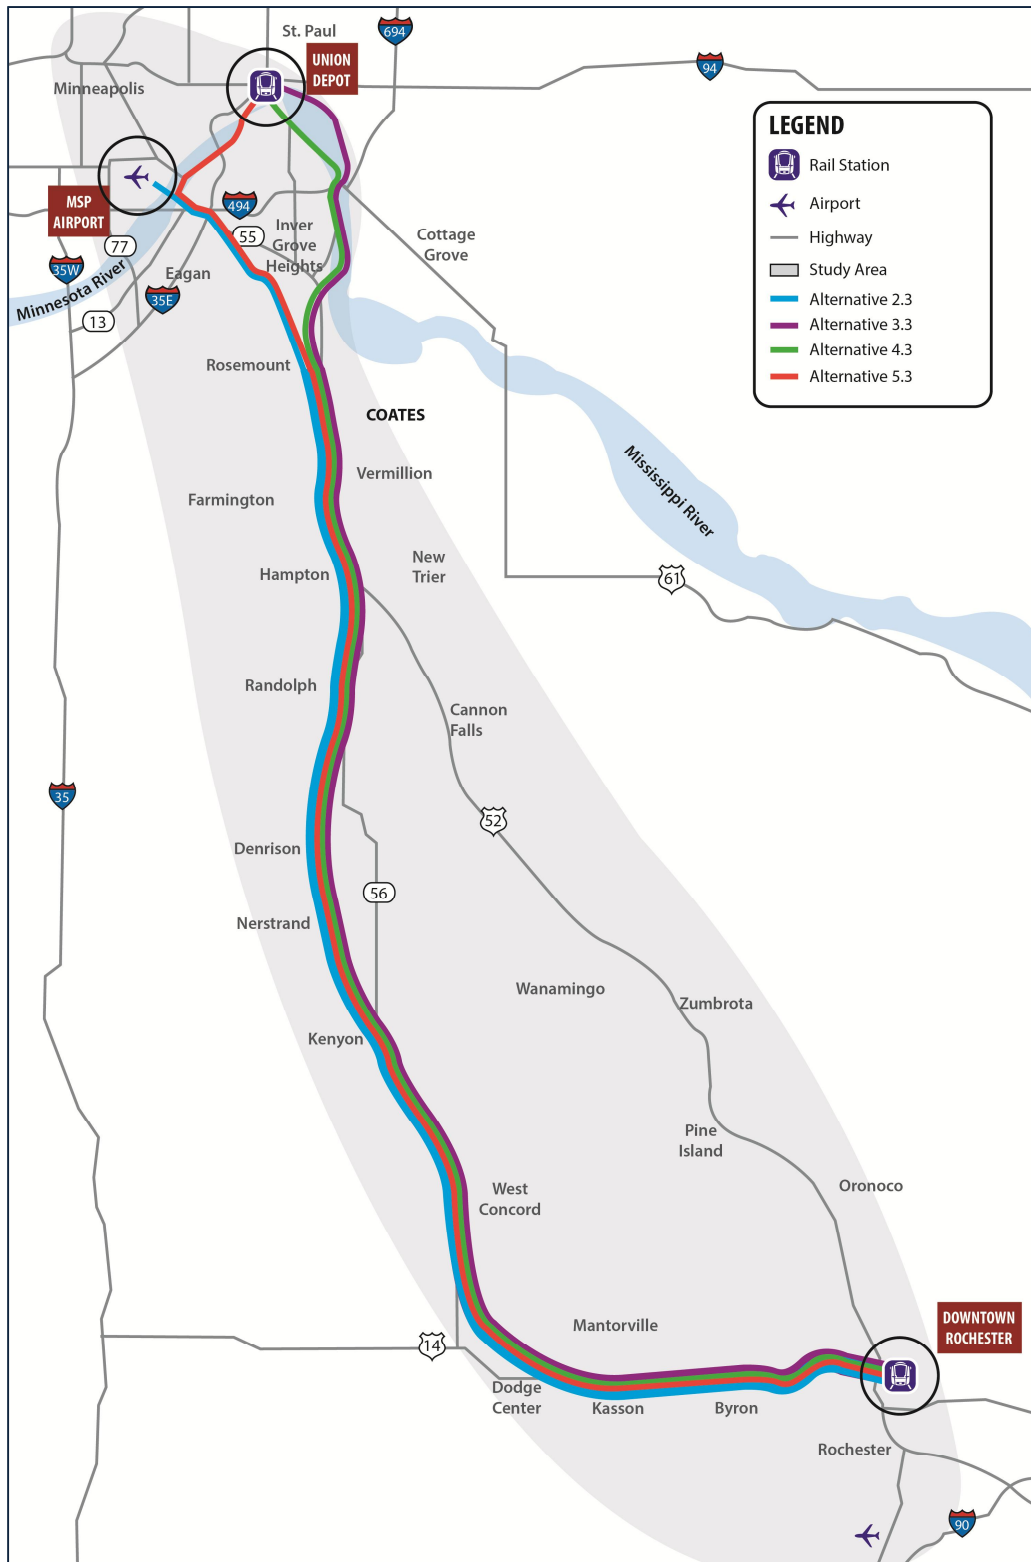 St. Paul
694
UNION
DEPOT
94
Minneapolis
LEGEND
Rail Station
Airport
Highway
Study Area
Alternative 2.3
Alternative 3.3
Alternative 4.3
Alternative 5.3
MSP
AIRPORT
494
55
77
Inver
Grove
Heights
Cottage
Grove
35W
Minnesota River
Eagan
35E
13
Rosemount
COATES
Vermillion
Farmington
Mississippi River
Hampton
New
Trier
61
Randolph
Cannon
Falls
35
52
Denrison
56
Nerstrand
Wanamingo
Zumbrota
Kenyon
Pine
Island
West
Concord
Oronoco
Mantorville
DOWNTOWN
ROCHESTER
14
Dodge
Center
Kasson
Byron
Rochester
90